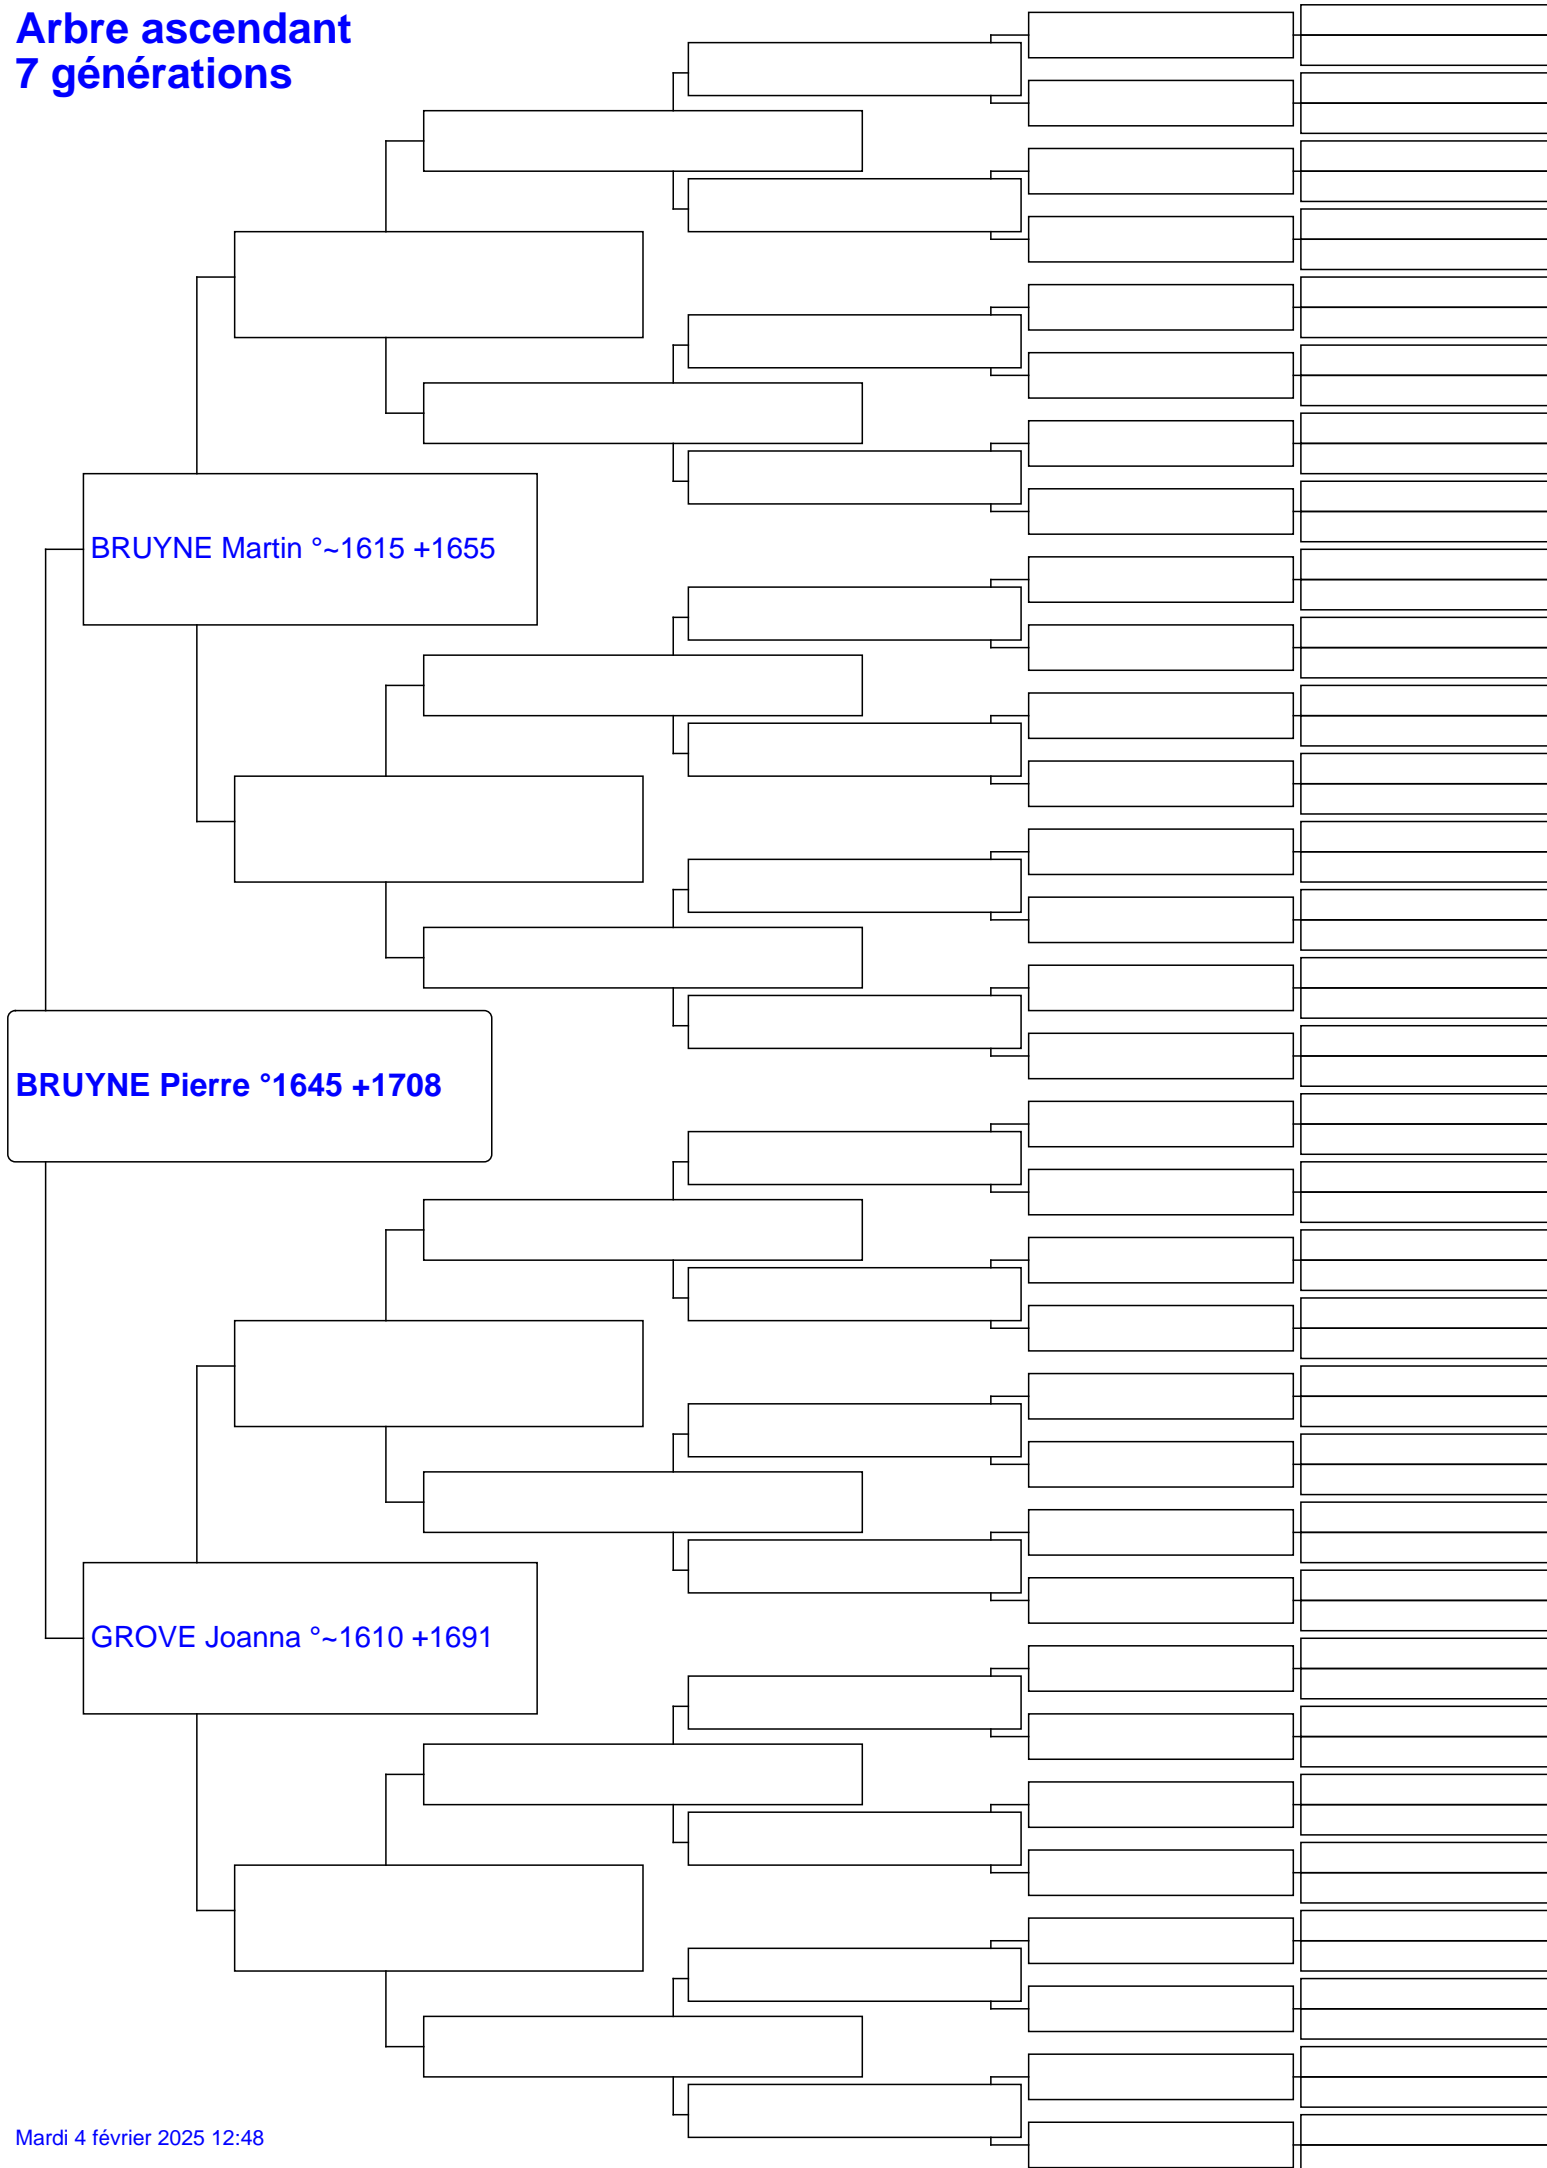 Arbre ascendant
7 générations
BRUYNE Martin °~1615 +1655
BRUYNE Pierre °1645 +1708
GROVE Joanna °~1610 +1691
Mardi 4 février 2025 12:48